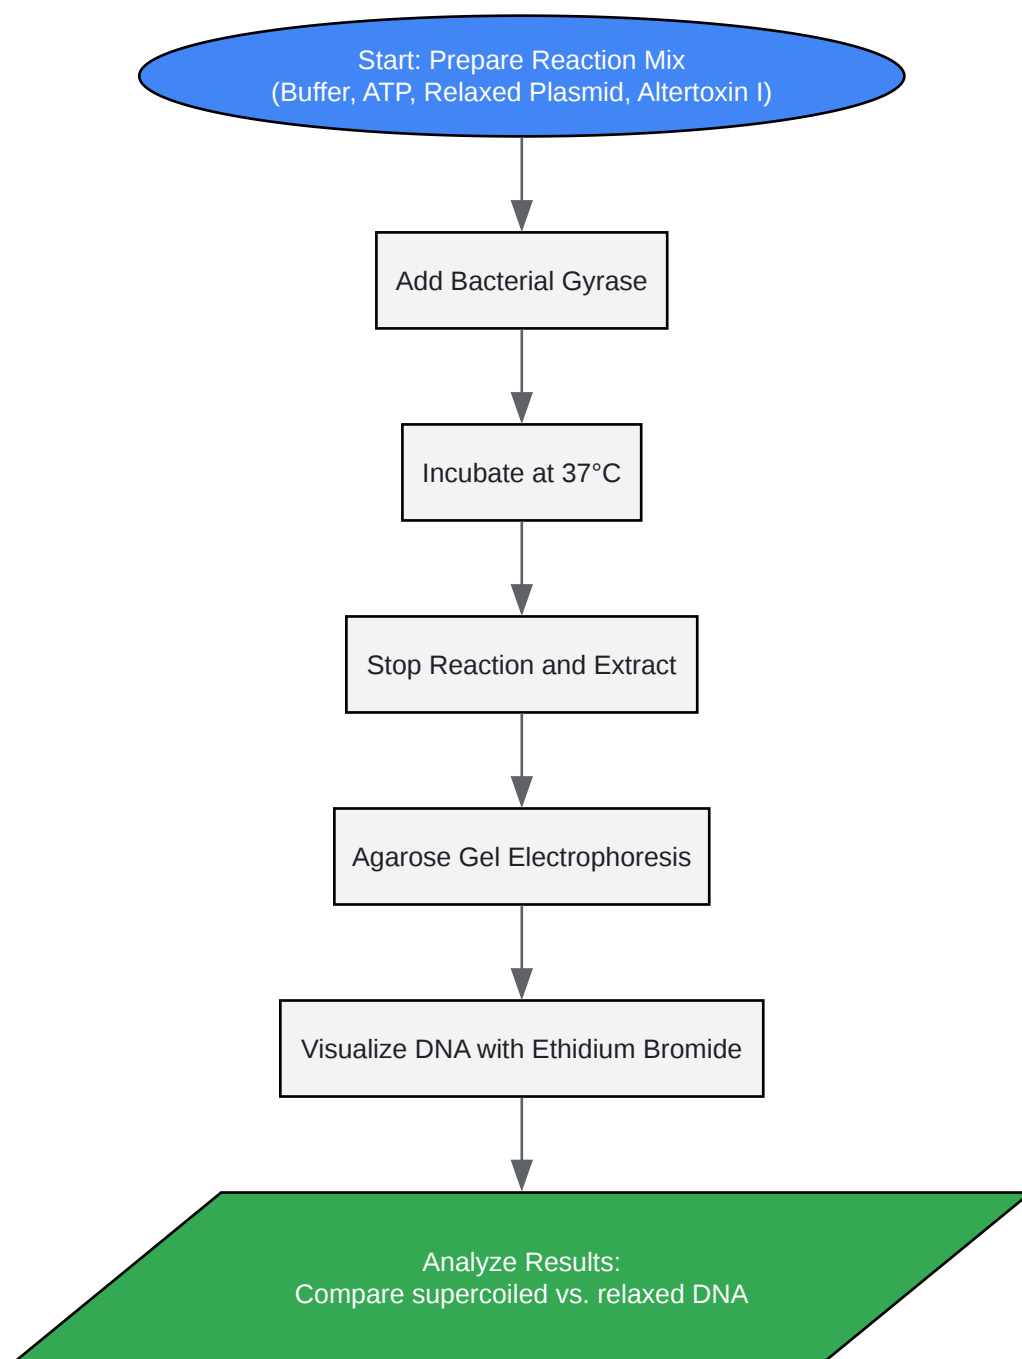 Start: Prepare Reaction Mix
(Buffer, ATP, Relaxed Plasmid, Altertoxin I)
Add Bacterial Gyrase
Incubate at 37°C
Stop Reaction and Extract
Agarose Gel Electrophoresis
Visualize DNA with Ethidium Bromide
Analyze Results:
Compare supercoiled vs. relaxed DNA